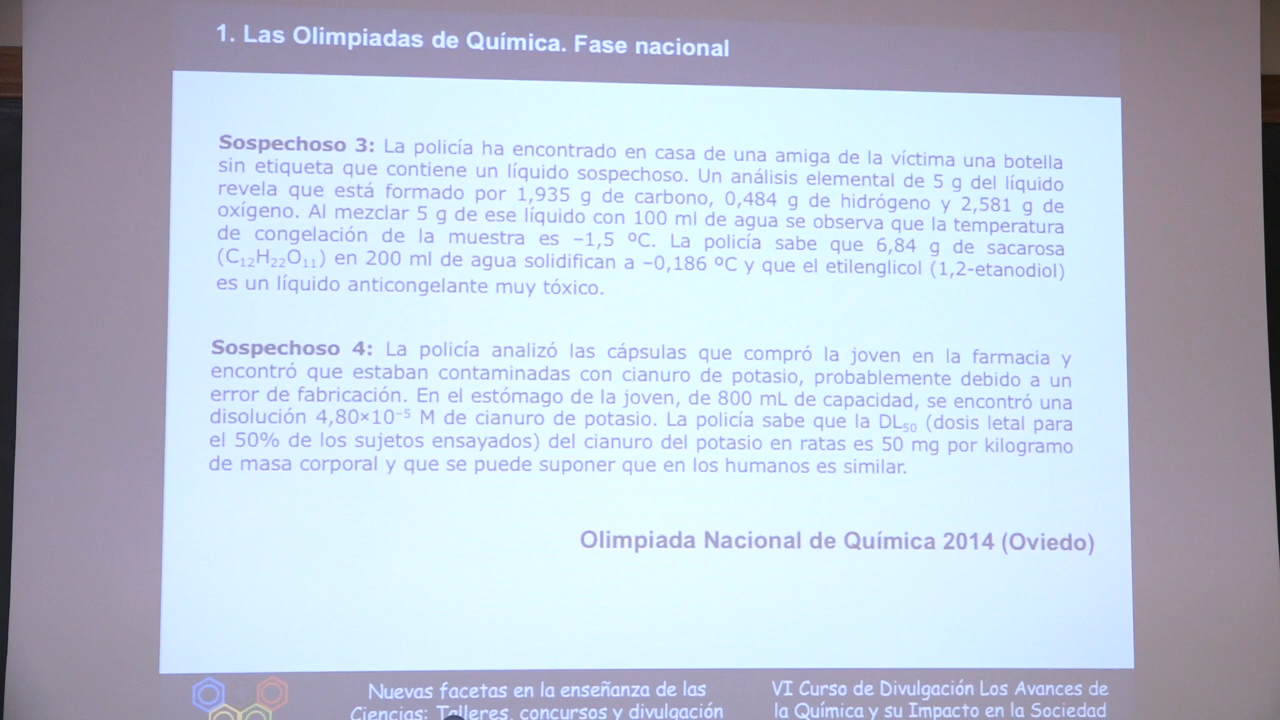 1. Las Olimpiadas de Química. Fase nacional
Sospechoso 3: La policía ha encontrado en casa de una amiga de la víctima una botella
sin etiqueta que contiene un líquido sospechoso. Un análisis elemental de 5 g del líquido
revela que está formado por 1,935 g de carbono, 0,484 g de hidrógeno y 2,581 g de
oxígeno. Al mezclar 5 g de ese líquido con 100 ml de agua se observa que la temperatura
de congelación de la muestra es –1,5 ºC. La policía sabe que 6,84 g de sacarosa
(C₁₂H₂₂O₁₁) en 200 ml de agua solidifican a –0,186 ºC y que el etilenglicol (1,2-etanodiol)
es un líquido anticongelante muy tóxico.
Sospechoso 4: La policía analizó las cápsulas que compró la joven en la farmacia y
encontró que estaban contaminadas con cianuro de potasio, probablemente debido a un
error de fabricación. En el estómago de la joven, de 800 mL de capacidad, se encontró una
disolución 4,80×10⁻⁵ M de cianuro de potasio. La policía sabe que la DL₅₀ (dosis letal para
el 50% de los sujetos ensayados) del cianuro del potasio en ratas es 50 mg por kilogramo
de masa corporal y que se puede suponer que en los humanos es similar.
Olimpiada Nacional de Química 2014 (Oviedo)
Nuevas facetas en la enseñanza de las
Ciencias: Talleres, concursos y divulgación
VI Curso de Divulgación Los Avances de
la Química y su Impacto en la Sociedad